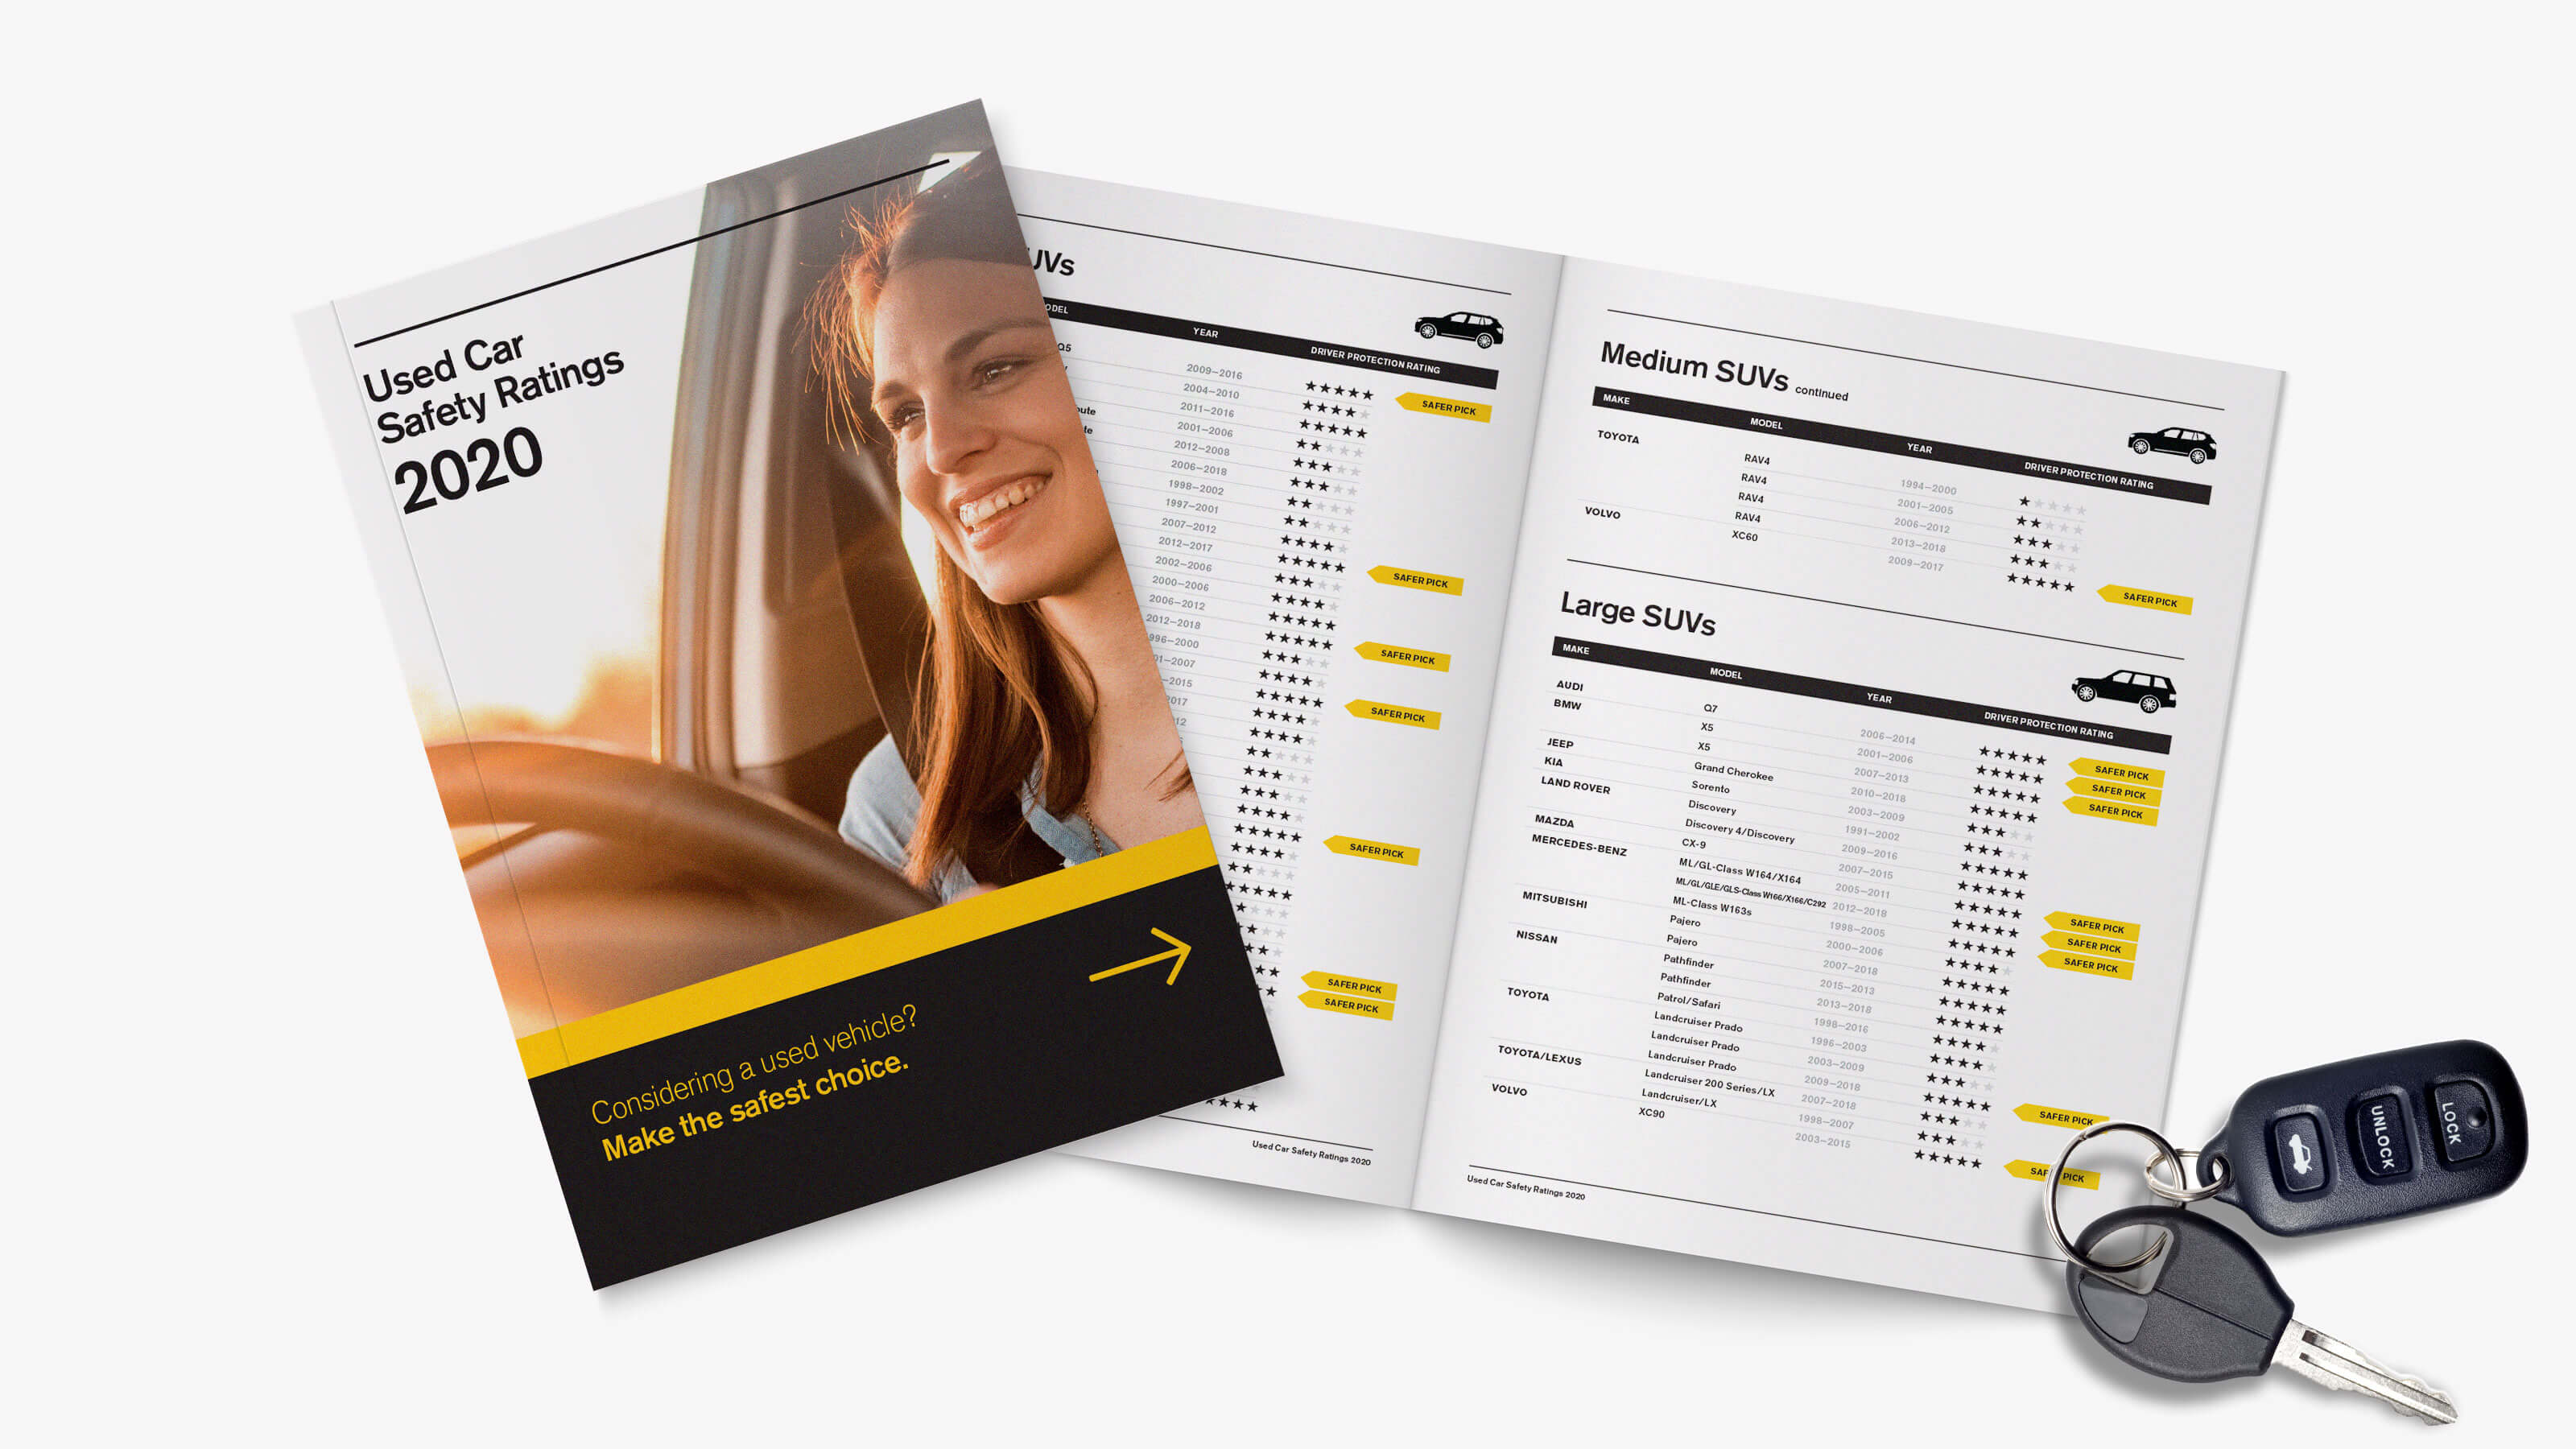 Used Car
Safety Ratings
2020
Considering a used vehicle?
Make the safest choice.
YEAR DRIVER PROTECTION RATING
Q5 2009–2016 SAFER PICK
2004–2010
2011–2016
2001–2006
2012–2008
2006–2018
1998–2002
1997–2001
2007–2012
2012–2017 SAFER PICK
2002–2006
2000–2006
2006–2012
2012–2018 SAFER PICK
SAFER PICK
SAFER PICK
SAFER PICK
SAFER PICK
Used Car Safety Ratings 2020
Medium SUVs continued
MAKE MODEL YEAR DRIVER PROTECTION RATING
TOYOTA RAV4 1994–2000
RAV4 2001–2005
RAV4 2006–2012
RAV4 2013–2018
VOLVO XC60 2009–2017 SAFER PICK
Large SUVs
MAKE MODEL YEAR DRIVER PROTECTION RATING
AUDI Q7 2006–2014 SAFER PICK
BMW X5 2001–2006 SAFER PICK
X5 2007–2013 SAFER PICK
JEEP Grand Cherokee 2010–2018
KIA Sorento 2003–2009
LAND ROVER Discovery 1991–2002
Discovery 4/Discovery 2009–2016
MAZDA CX-9 2007–2015
MERCEDES-BENZ ML/GL-Class W164/X164 2005–2011 SAFER PICK
ML/GL/GLE/GLS-Class W166/X166/C292 2012–2018 SAFER PICK
ML-Class W163s 1998–2005 SAFER PICK
MITSUBISHI Pajero 2000–2006
Pajero 2007–2018
NISSAN Pathfinder 2015–2013
Pathfinder 2013–2018
Patrol/Safari 1998–2016
TOYOTA Landcruiser Prado 1996–2003
Landcruiser Prado 2003–2009
Landcruiser Prado 2009–2018 SAFER PICK
TOYOTA/LEXUS Landcruiser 200 Series/LX 2007–2018
Landcruiser/LX 1998–2007
VOLVO XC90 2003–2015 PICK
Used Car Safety Ratings 2020
UNLOCK
LOCK